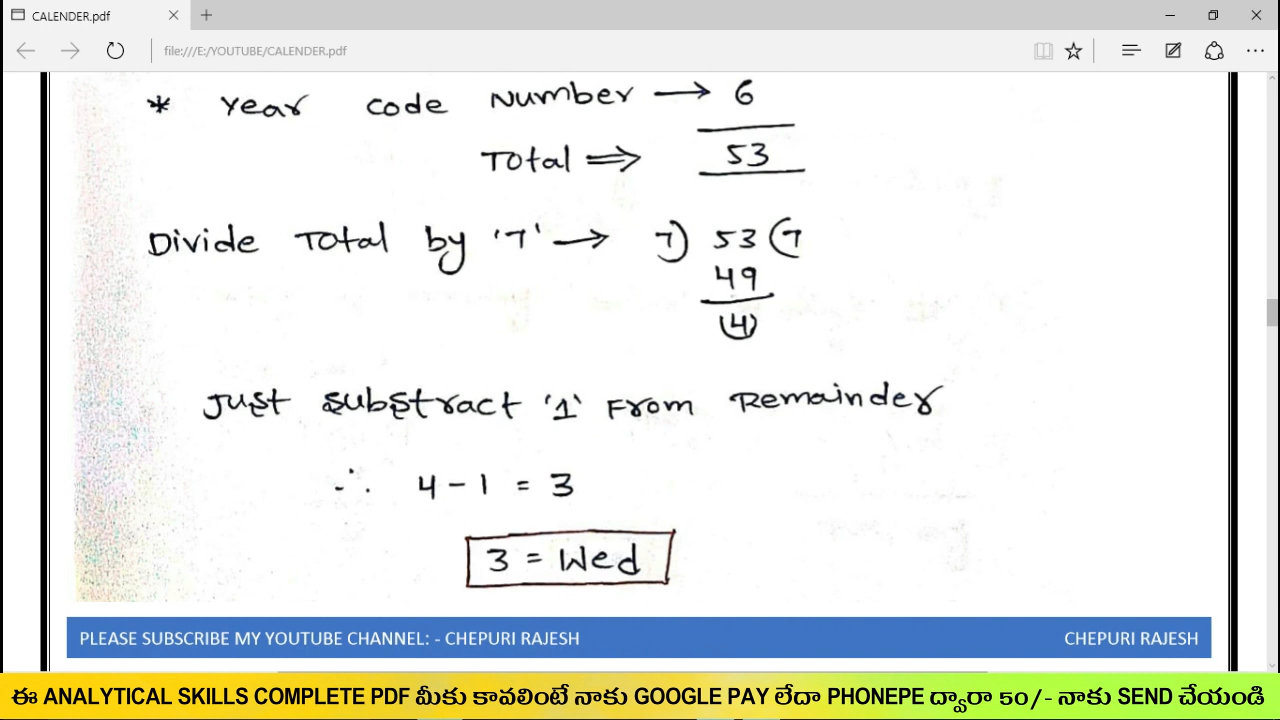 CALENDER.pdf
file:///E:/YOUTUBE/CALENDER.pdf
* Year code Number → 6
Total ⇒ 53
Divide Total by '7' → 7) 53 (7
49
(4)
Just Substract '1' From Remainder
∴ 4 - 1 = 3
3 = Wed
PLEASE SUBSCRIBE MY YOUTUBE CHANNEL: - CHEPURI RAJESH CHEPURI RAJESH
ఈ ANALYTICAL SKILLS COMPLETE PDF మీకు కావలింటే నాకు GOOGLE PAY లేదా PHONEPE ద్వారా 50/- నాకు SEND చేయండి